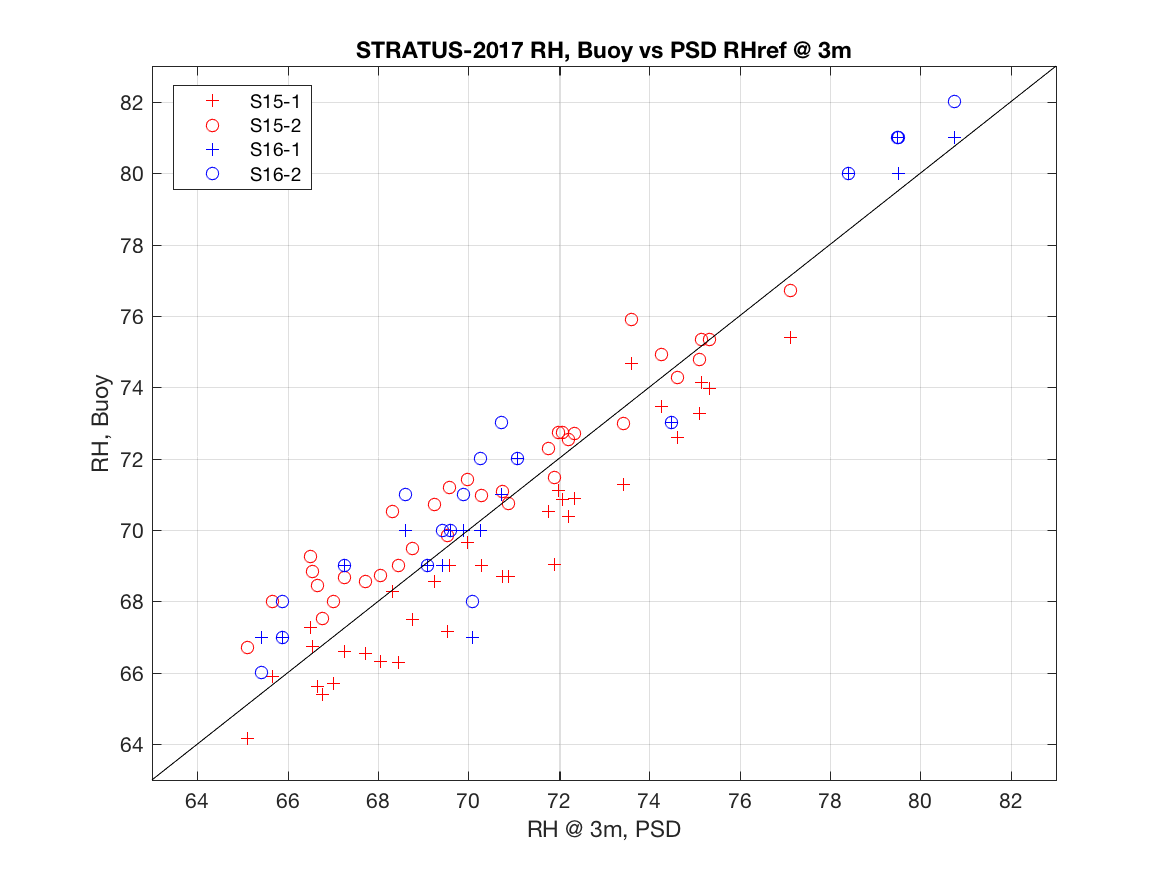 STRATUS-2017 RH, Buoy vs PSD RHref @ 3m
S15-1
S15-2
S16-1
S16-2
82
80
78
76
74
72
70
68
66
64
RH, Buoy
64 66 68 70 72 74 76 78 80 82
RH @ 3m, PSD